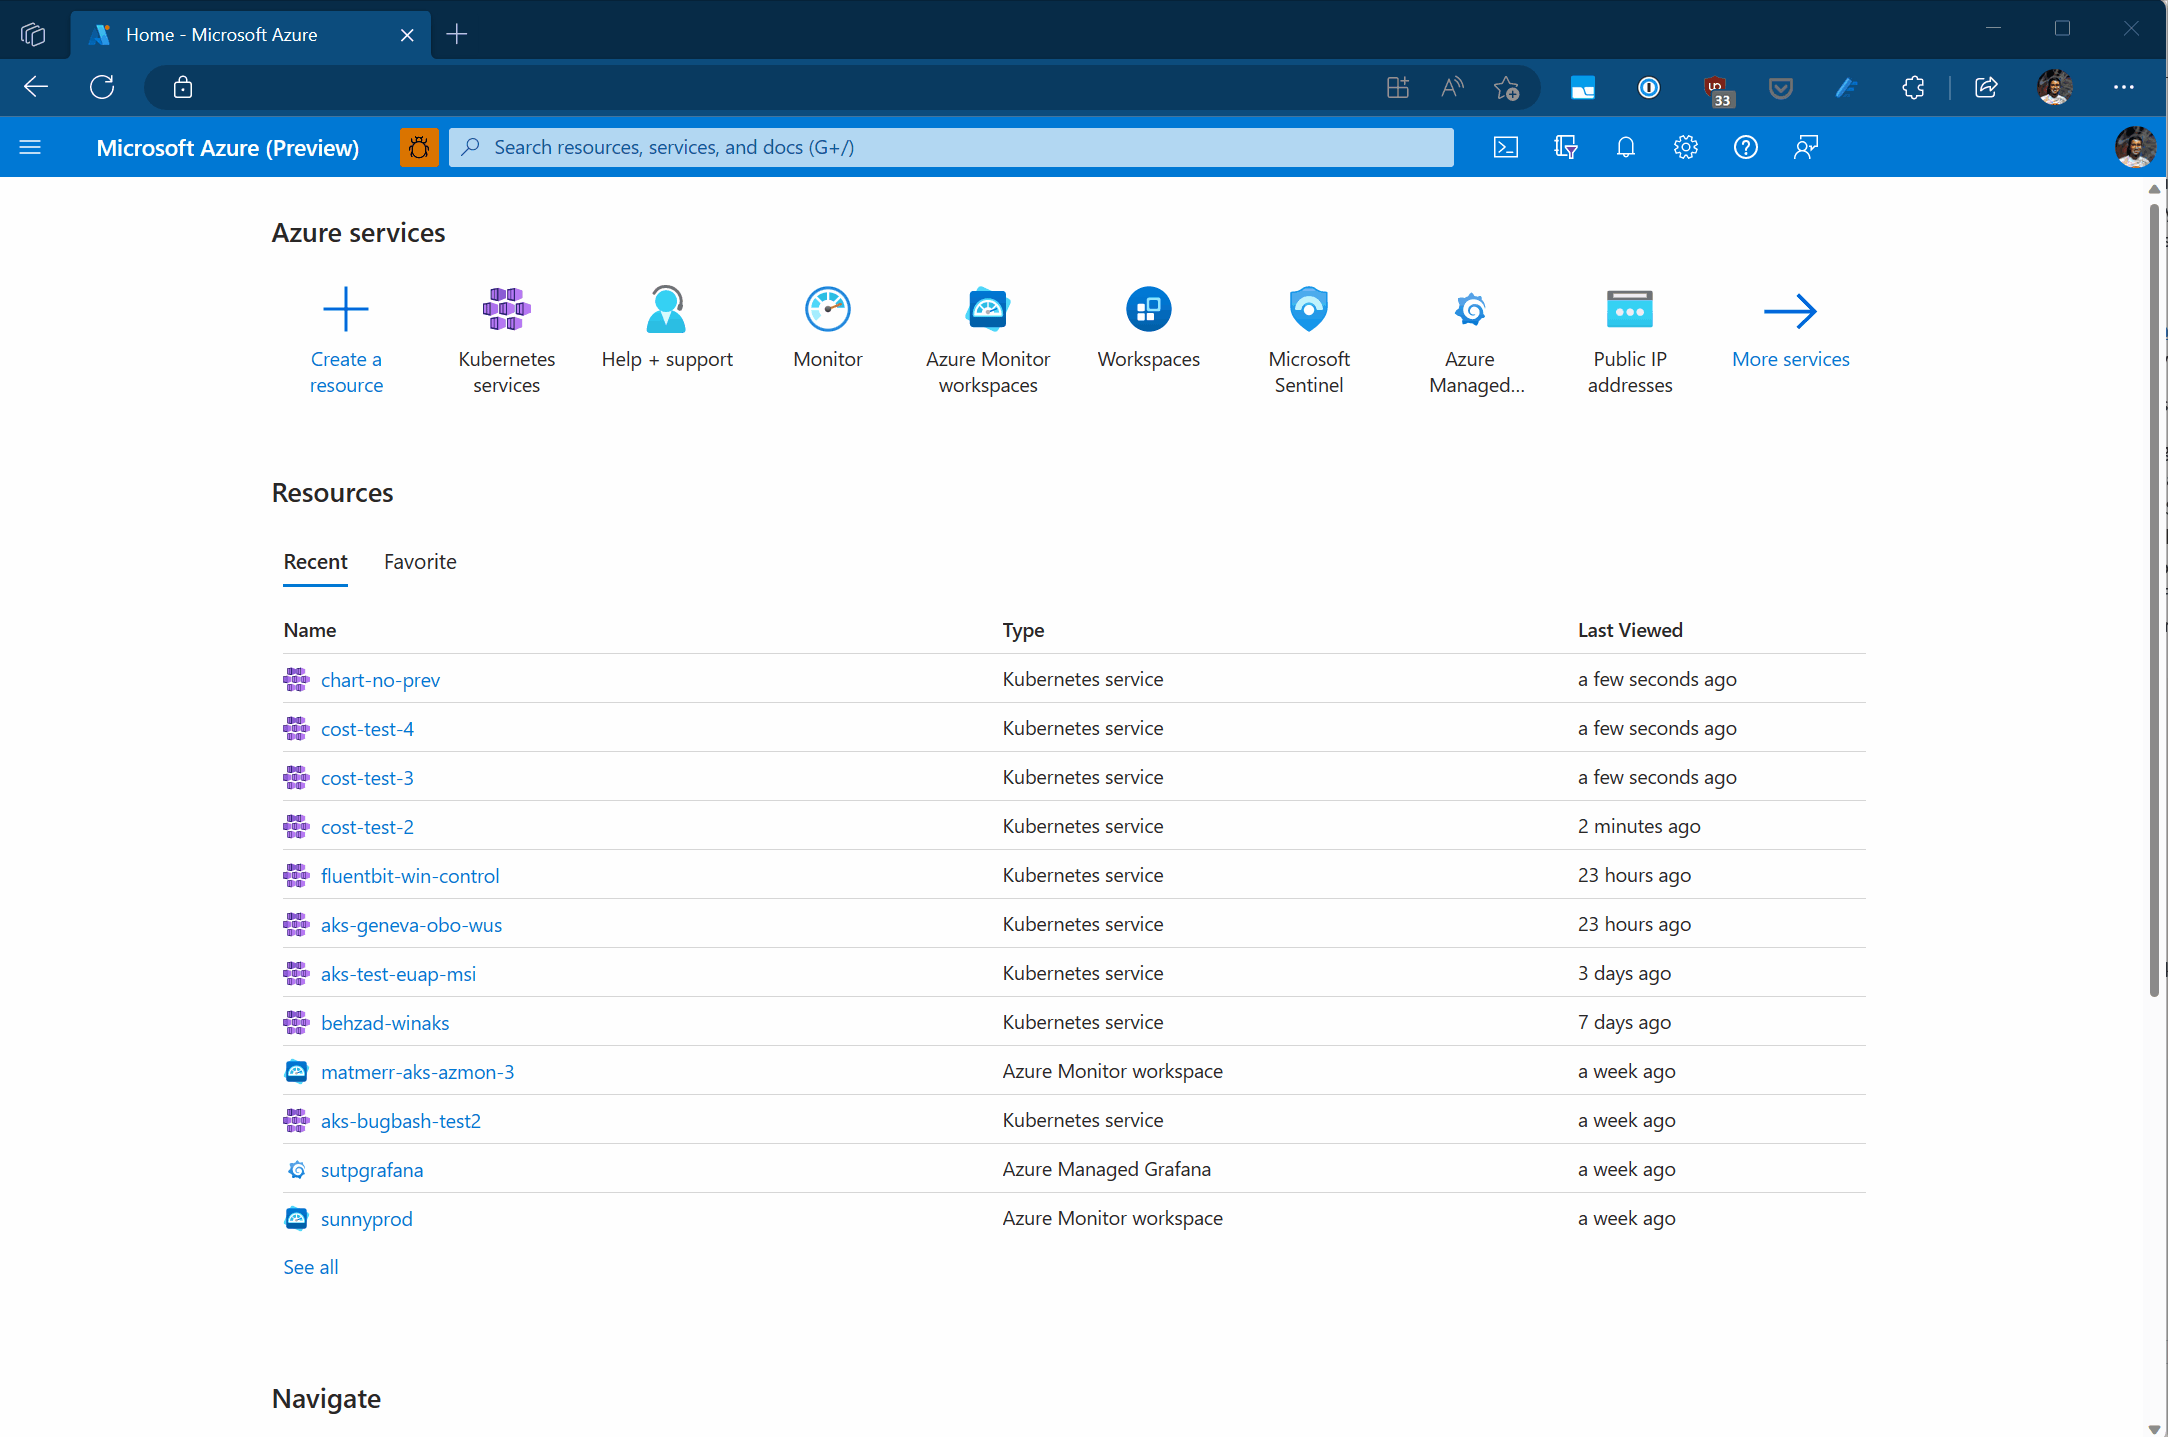 Home - Microsoft Azure
33
Microsoft Azure (Preview)
Search resources, services, and docs (G+/)
Azure services
Create a resource
Kubernetes services
Help + support
Monitor
Azure Monitor workspaces
Workspaces
Microsoft Sentinel
Azure Managed...
Public IP addresses
More services
Resources
Recent Favorite
Name Type Last Viewed
chart-no-prev Kubernetes service a few seconds ago
cost-test-4 Kubernetes service a few seconds ago
cost-test-3 Kubernetes service a few seconds ago
cost-test-2 Kubernetes service 2 minutes ago
fluentbit-win-control Kubernetes service 23 hours ago
aks-geneva-obo-wus Kubernetes service 23 hours ago
aks-test-euap-msi Kubernetes service 3 days ago
behzad-winaks Kubernetes service 7 days ago
matmerr-aks-azmon-3 Azure Monitor workspace a week ago
aks-bugbash-test2 Kubernetes service a week ago
sutpgrafana Azure Managed Grafana a week ago
sunnyprod Azure Monitor workspace a week ago
See all
Navigate